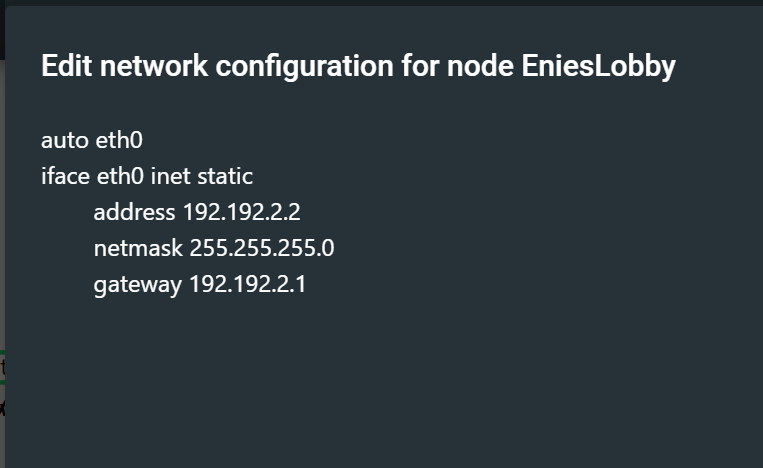 Edit network configuration for node EniesLobby
auto eth0
iface eth0 inet static
address 192.192.2.2
netmask 255.255.255.0
gateway 192.192.2.1